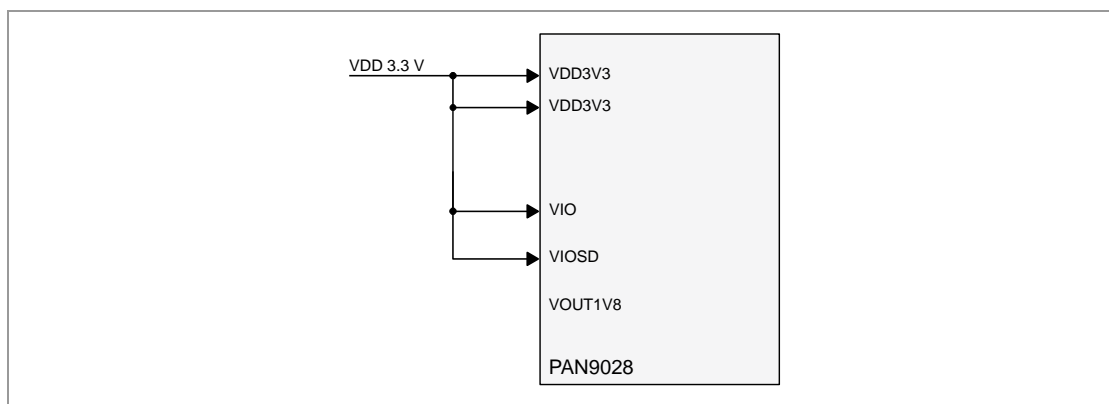 VDD 3.3 V
VDD3V3
VDD3V3
VIO
VIOSD
VOUT1V8
PAN9028